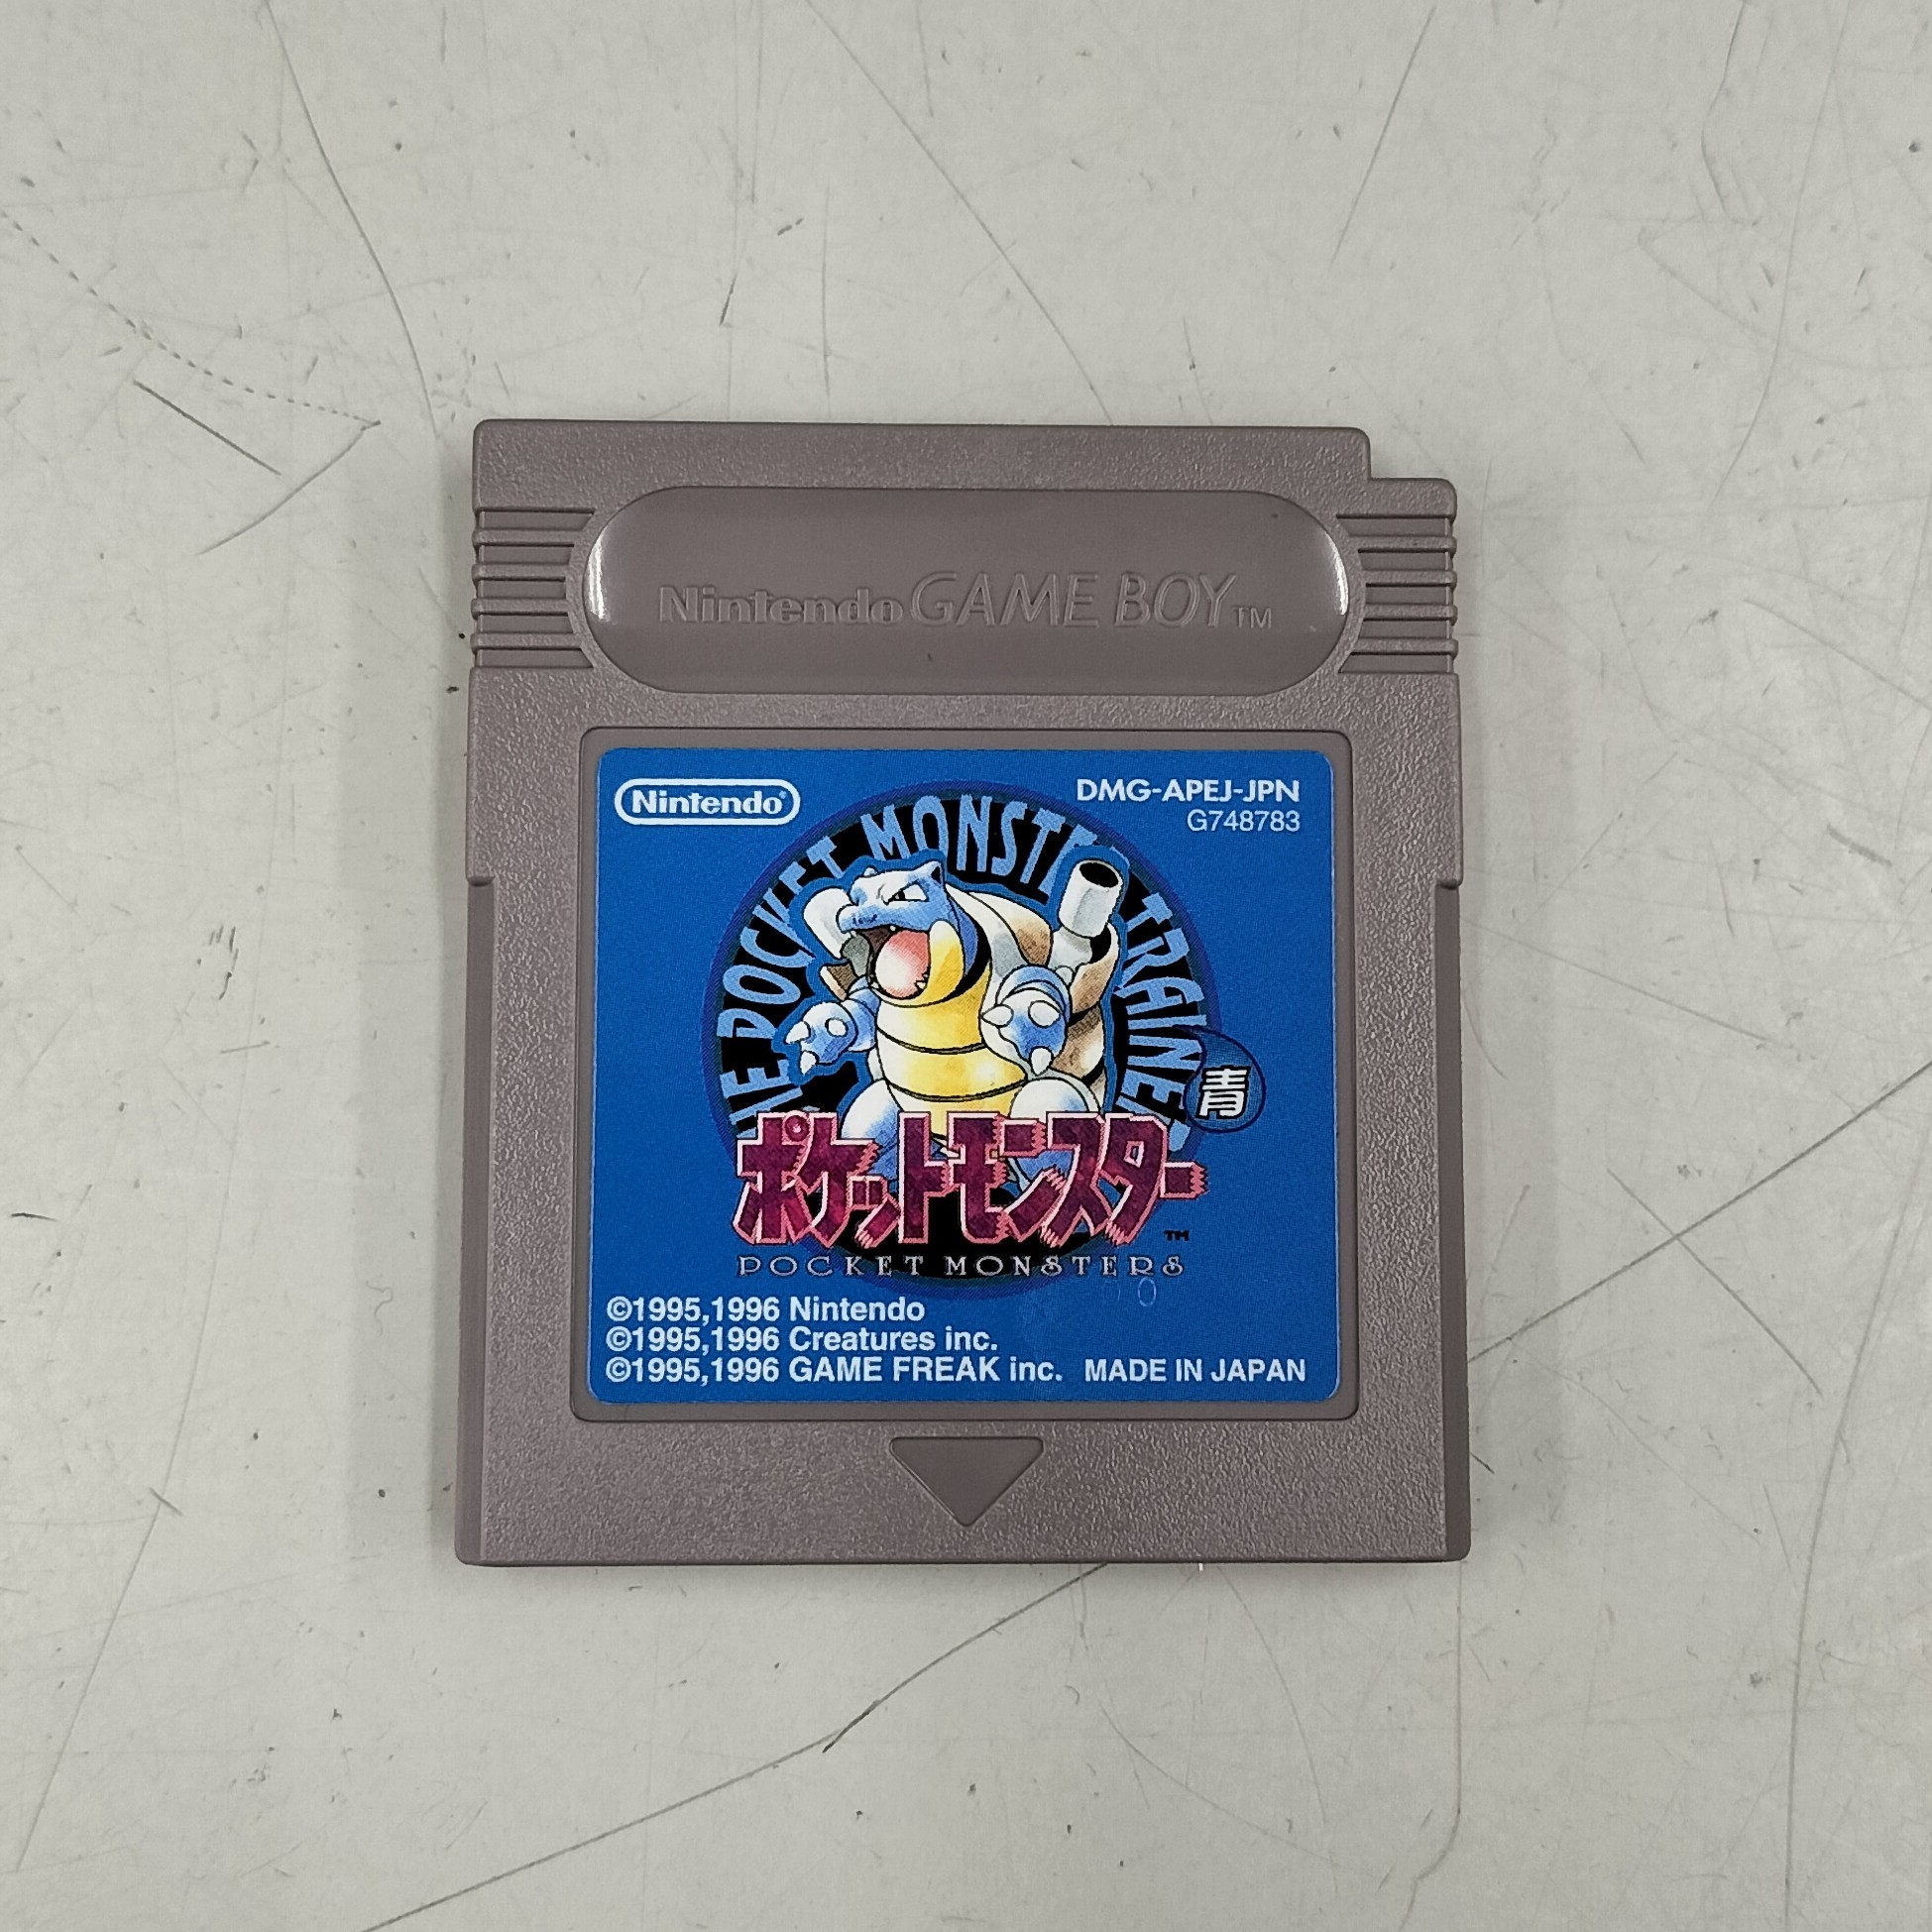 Nintendo GAME BOY™
Nintendo®
DMG-APEJ-JPN
G748783
POCKET MONSTER TRAINER
青
ポケットモンスター™
POCKET MONSTERS
©1995,1996 Nintendo
©1995,1996 Creatures inc.
©1995,1996 GAME FREAK inc. MADE IN JAPAN